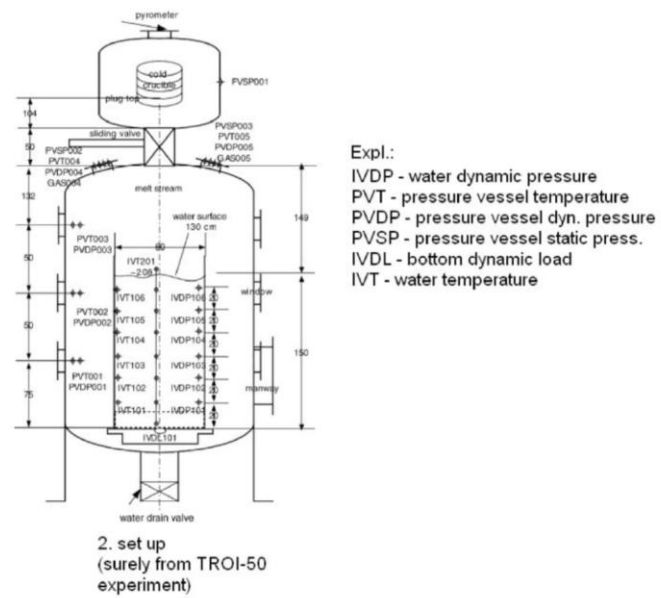 pyrometer
cold
crucible
PVSP001
plug top
104
50
sliding valve
PVSP003
PVT005
PVDP005
GAS005
PVSP002
PVT004
PVDP004
GAS004
melt stream
132
149
water surface
130 cm
60
PVT003
PVDP003
IVT201
~206
50
IVT106
IVDP106
20
window
PVT002
PVDP002
IVT105
IVDP105
20
IVT104
IVDP104
20
50
150
IVT103
IVDP103
20
PVT001
PVDP001
IVT102
IVDP102
20
manway
75
IVT101
IVDP101
20
IVDL101
water drain valve
Expl.:
IVDP - water dynamic pressure
PVT - pressure vessel temperature
PVDP - pressure vessel dyn. pressure
PVSP - pressure vessel static press.
IVDL - bottom dynamic load
IVT - water temperature
2. set up
(surely from TROI-50
experiment)